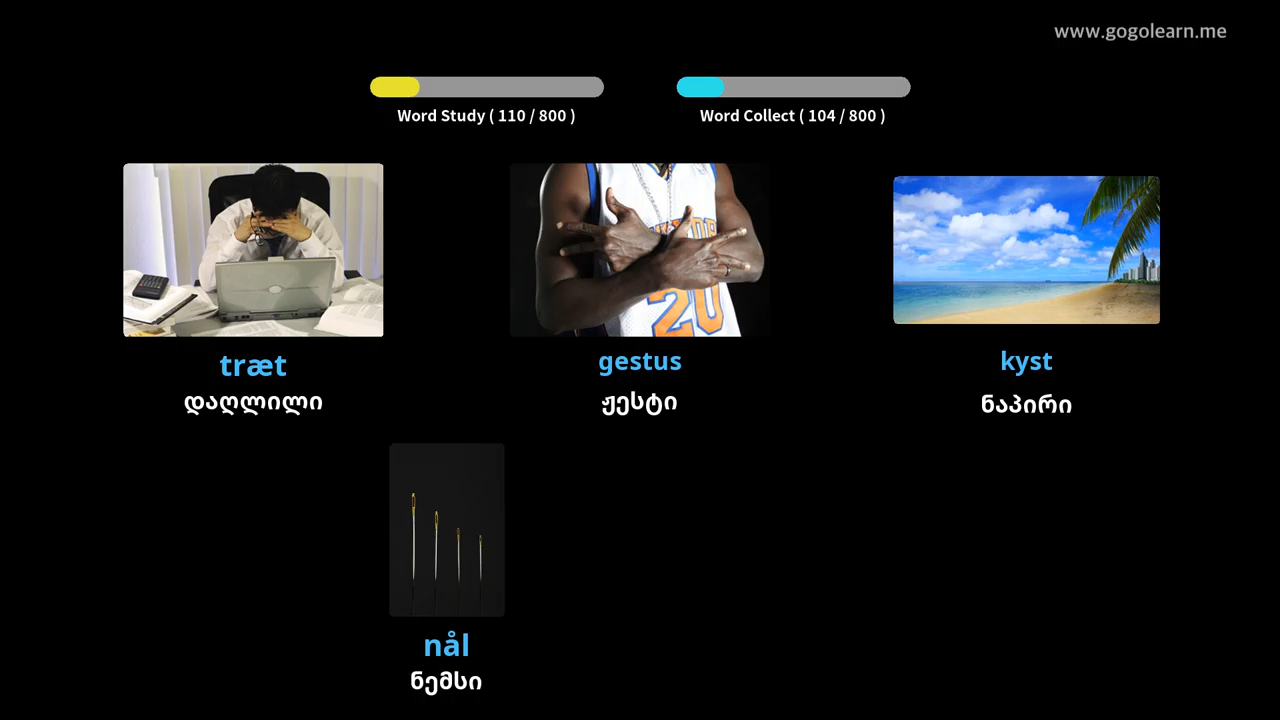 www.gogolearn.me
Word Study ( 110 / 800 )
Word Collect ( 104 / 800 )
20
træt
gestus
kyst
დაღლილი
ჟესტი
ნაპირი
nål
ნემსი